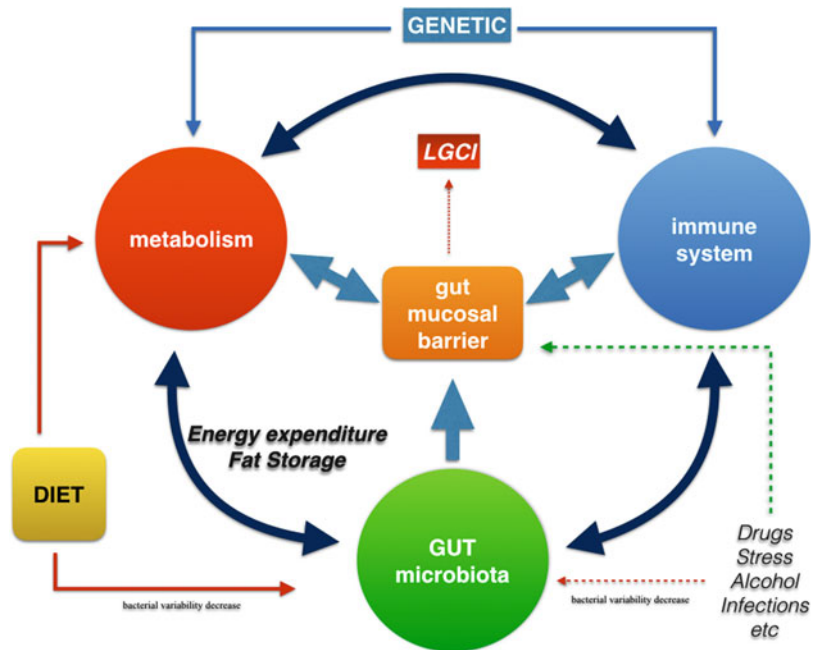 GENETIC
LGCI
metabolism
immune
system
gut
mucosal
barrier
Energy expenditure
Fat Storage
DIET
GUT
microbiota
bacterial variability decrease
bacterial variability decrease
Drugs
Stress
Alcohol
Infections
etc